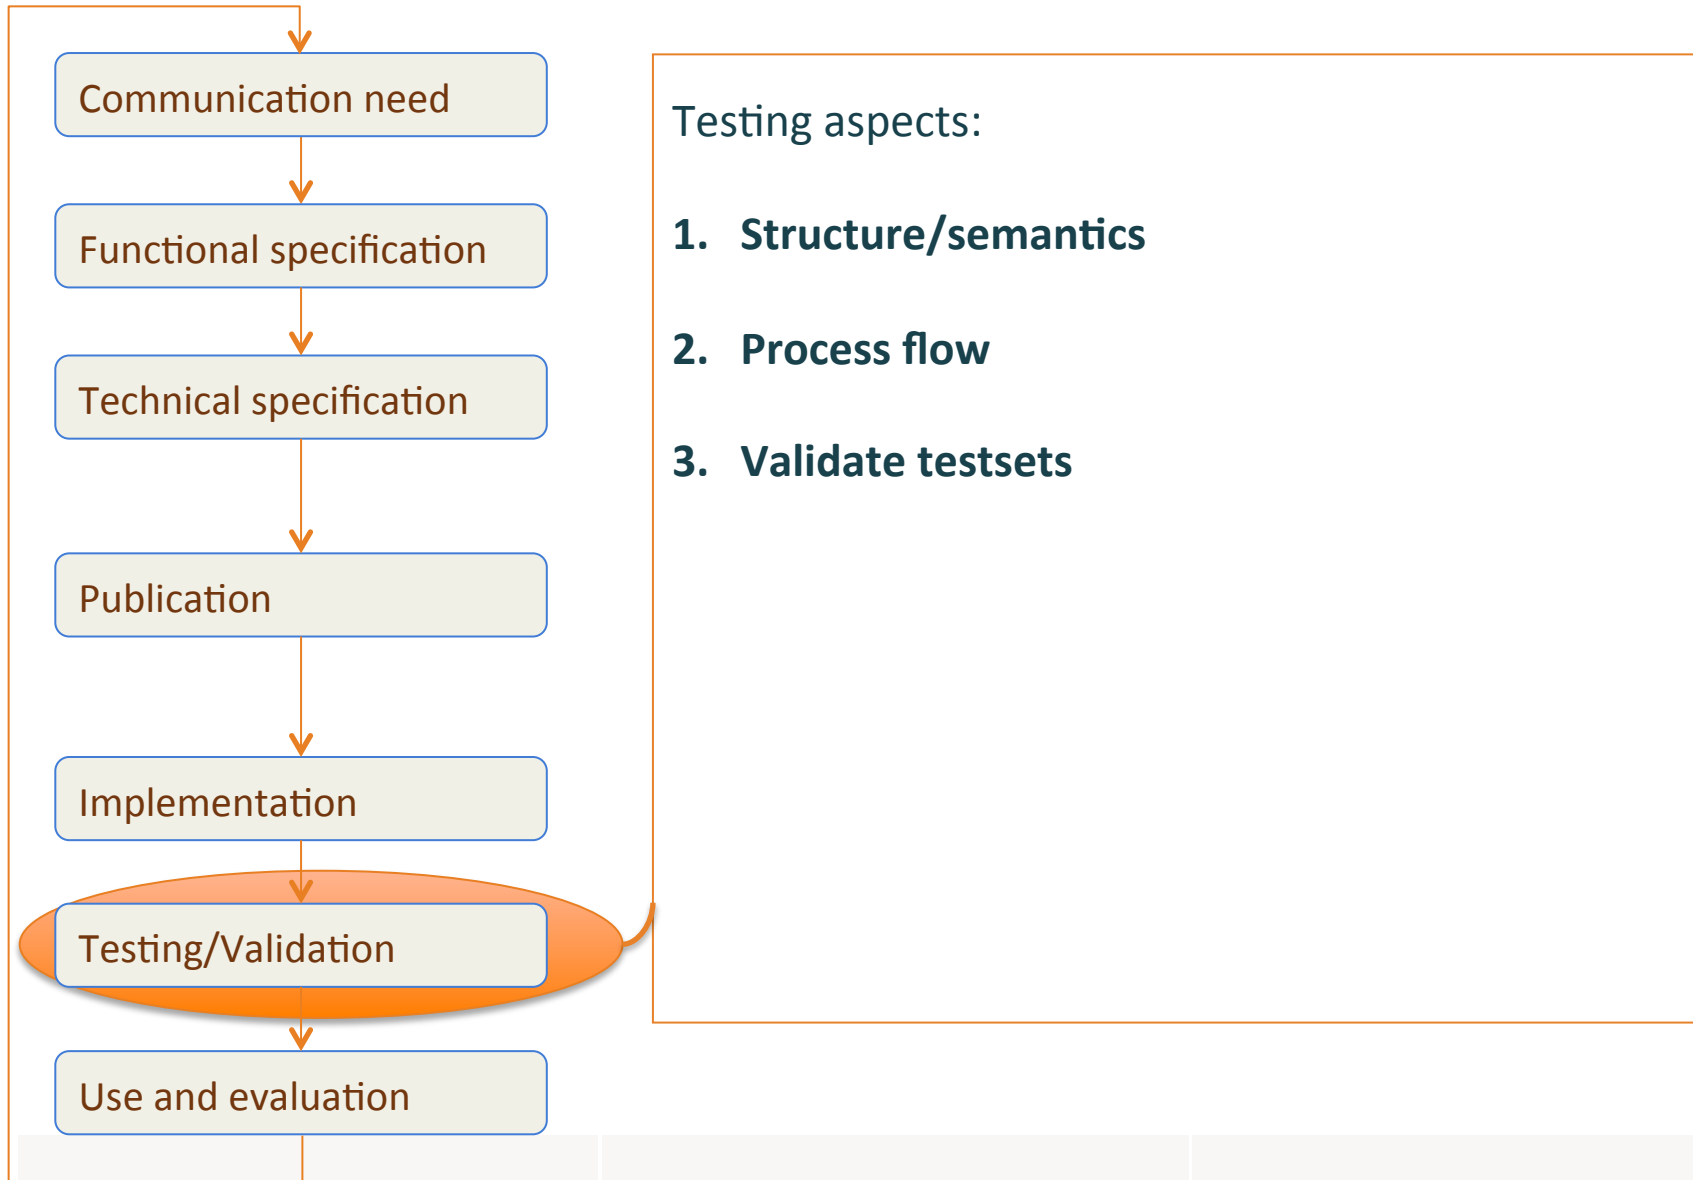 Communication need
Functional specification
Technical specification
Publication
Implementation
Testing/Validation
Use and evaluation
Testing aspects:
1. Structure/semantics
2. Process flow
3. Validate testsets